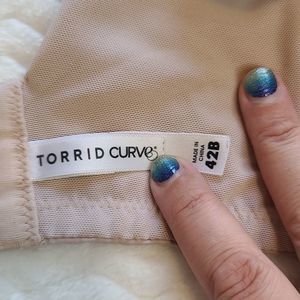 TORRID CURVE
MADE IN
CHINA
42B